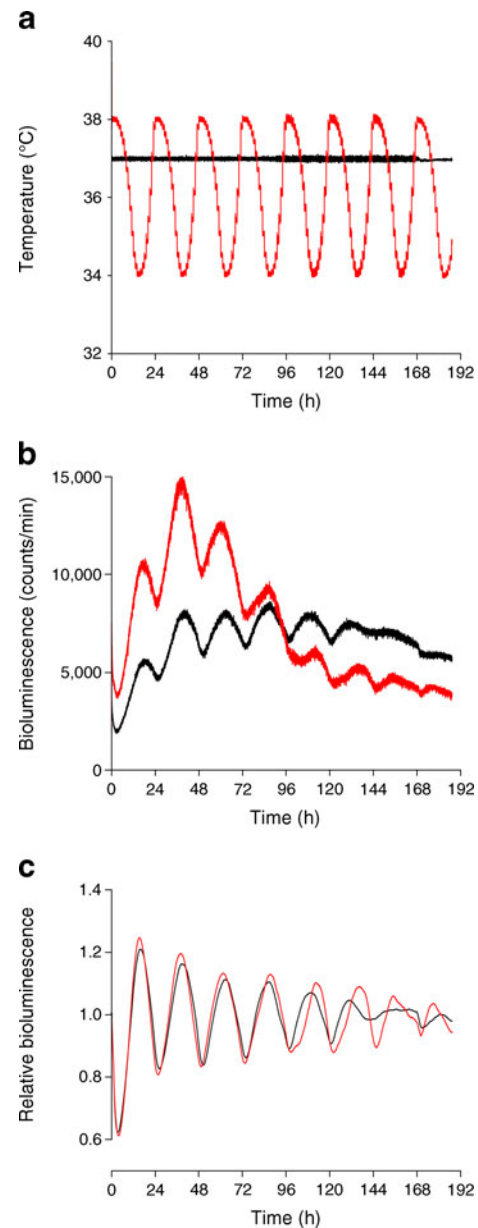 a
40
38
36
34
32
Temperature (°C)
0 24 48 72 96 120 144 168 192
Time (h)
b
15,000
10,000
5,000
0
Bioluminescence (counts/min)
0 24 48 72 96 120 144 168 192
Time (h)
c
1.4
1.2
1.0
0.8
0.6
Relative bioluminescence
0 24 48 72 96 120 144 168 192
Time (h)